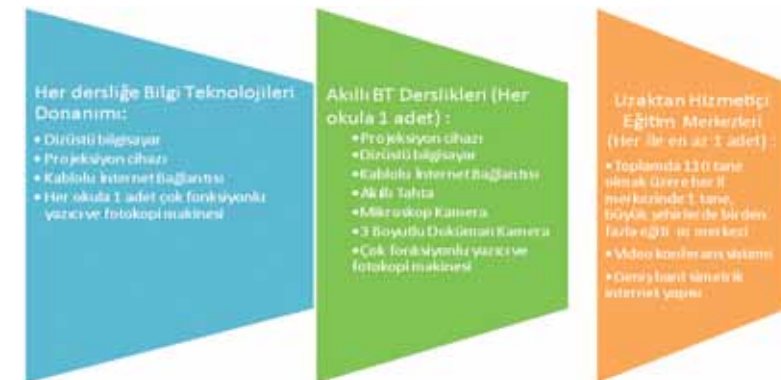 Her dersliğe Bilgi Teknolojileri
Donanımı:
• Dizüstü bilgisayar
• Projeksiyon cihazı
• Kablolu İnternet Bağlantısı
• Her okula 1 adet çok fonksiyonlu
yazıcı ve fotokopi makinesi
Akıllı BT Derslikleri (Her
okula 1 adet) :
• Projeksiyon cihazı
• Dizüstü bilgisayar
• Kablolu İnternet Bağlantısı
• Akıllı Tahta
• Mikroskop Kamera
• 3 Boyutlu Doküman Kamera
• Çok fonksiyonlu yazıcı ve
fotokopi makinesi
Uzaktan Hizmetiçi
Eğitim Merkezleri
(Her ile en az 1 adet) :
• Toplamda 110 tane
olmak üzere her il
merkezinde 1 tane,
büyük şehirlerde birden
fazla eğiti m merkezi
• Video konferans sistemi
• Geniş bant simetrik
internet yapısı